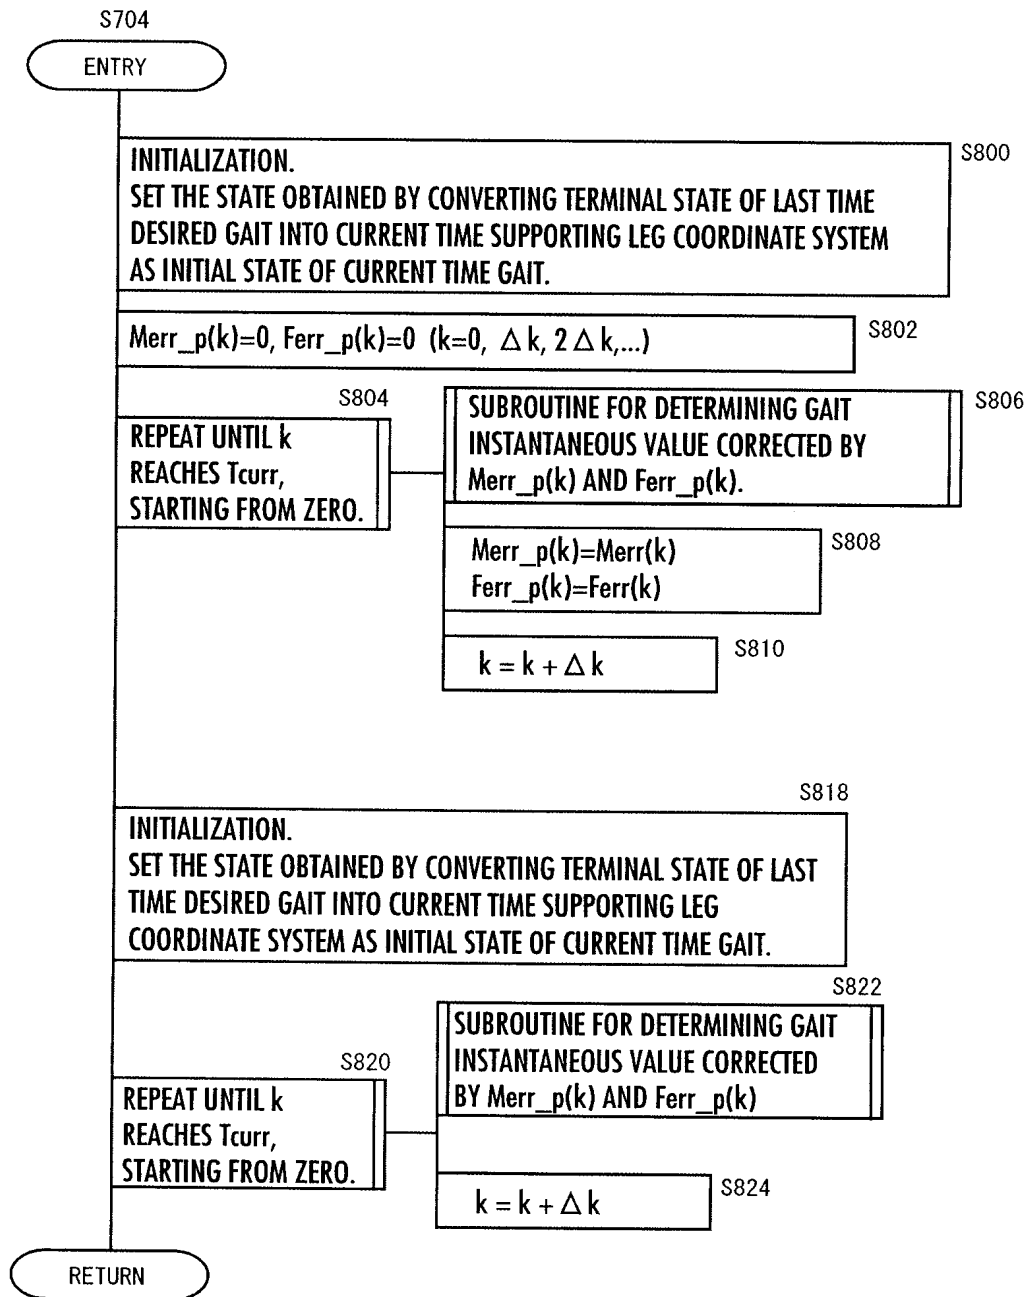 S704
ENTRY
S800
INITIALIZATION.
SET THE STATE OBTAINED BY CONVERTING TERMINAL STATE OF LAST TIME
DESIRED GAIT INTO CURRENT TIME SUPPORTING LEG COORDINATE SYSTEM
AS INITIAL STATE OF CURRENT TIME GAIT.
S802
Merr_p(k)=0, Ferr_p(k)=0 (k=0, Δk, 2Δk,...)
S804
REPEAT UNTIL k
REACHES Tcurr,
STARTING FROM ZERO.
S806
SUBROUTINE FOR DETERMINING GAIT
INSTANTANEOUS VALUE CORRECTED BY
Merr_p(k) AND Ferr_p(k).
S808
Merr_p(k)=Merr(k)
Ferr_p(k)=Ferr(k)
S810
k = k + Δk
S818
INITIALIZATION.
SET THE STATE OBTAINED BY CONVERTING TERMINAL STATE OF LAST
TIME DESIRED GAIT INTO CURRENT TIME SUPPORTING LEG
COORDINATE SYSTEM AS INITIAL STATE OF CURRENT TIME GAIT.
S820
REPEAT UNTIL k
REACHES Tcurr,
STARTING FROM ZERO.
S822
SUBROUTINE FOR DETERMINING GAIT
INSTANTANEOUS VALUE CORRECTED
BY Merr_p(k) AND Ferr_p(k)
S824
k = k + Δk
RETURN